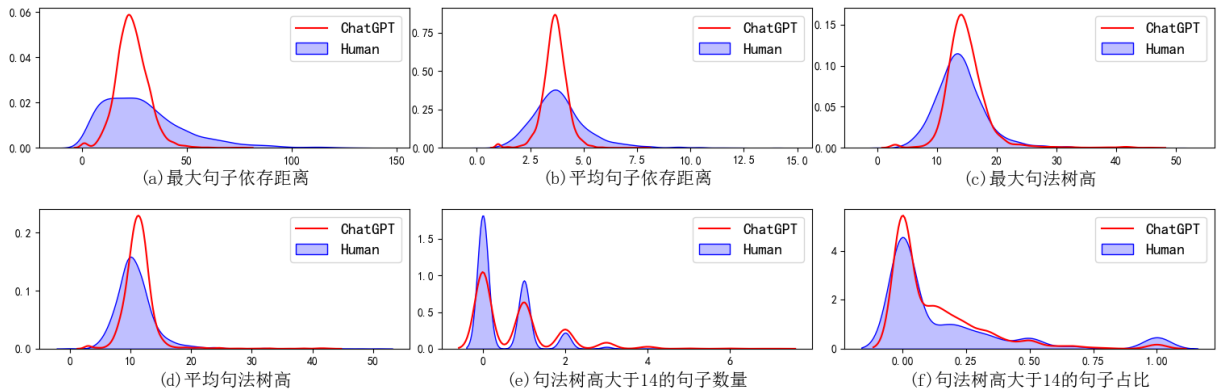 0.06
0.04
0.02
0.00
0 50 100 150
ChatGPT
Human
(a)最大句子依存距离
0.75
0.50
0.25
0.00
0.0 2.5 5.0 7.5 10.0 12.5 15.0
ChatGPT
Human
(b)平均句子依存距离
0.15
0.10
0.05
0.00
0 10 20 30 40 50
ChatGPT
Human
(c)最大句法树高
0.2
0.1
0.0
0 10 20 30 40 50
ChatGPT
Human
(d)平均句法树高
1.5
1.0
0.5
0.0
0 2 4 6
ChatGPT
Human
(e)句法树高大于14的句子数量
4
2
0
0.00 0.25 0.50 0.75 1.00
ChatGPT
Human
(f)句法树高大于14的句子占比